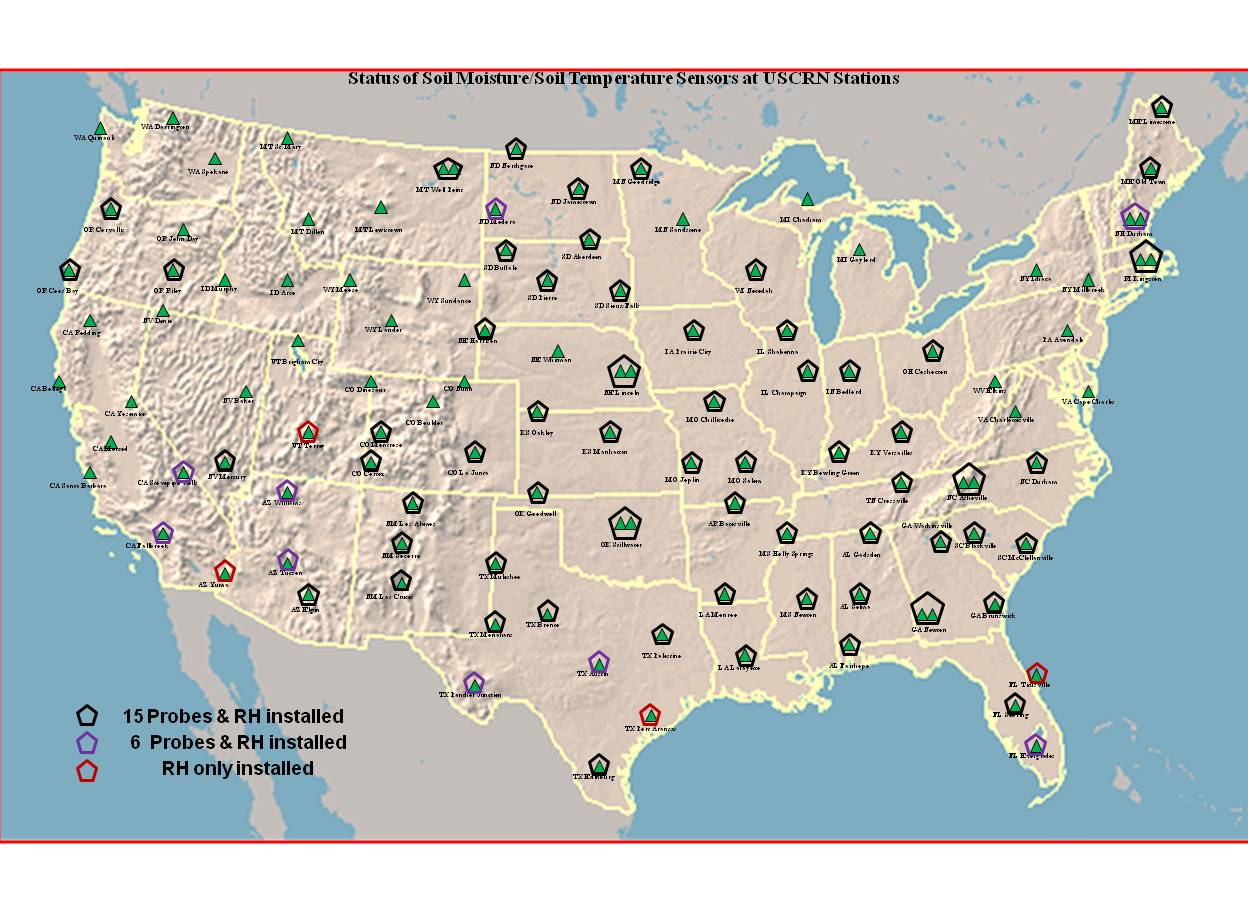 Status of Soil Moisture/Soil Temperature Sensors at USCRN Stations
ME Old Town
WA Darrington
WA Quinault
WA Spokane
MT St. Mary
MT Wolf Point
ND Northgate
ND Jamestown
MN Goodridge
ND Medora
MN Sandstone
MI Chatham
NH Durham
OR Corvallis
OR John Day
MT Dillon
MT Lewistown
SD Aberdeen
MI Gaylord
SD Buffalo
NY Ithaca
RI Kingston
OR Coos Bay
OR Riley
ID Murphy
ID Arco
WY Moose
WY Sundance
SD Pierre
SD Sioux Falls
WI Necedah
NY Millbrook
CA Redding
NV Denio
WY Lander
NE Harrison
IA Prairie City
IL Shabonna
PA Avondale
UT Brigham City
NE Whitman
OH Coshocton
CA Bodega
CO Dinosaur
CO Nunn
NE Lincoln
IL Champaign
IN Bedford
WV Elkins
NV Baker
VA Cape Charles
CA Yosemite
CO Boulder
MO Chillicothe
VA Charlottesville
KS Oakley
CA Merced
UT Torrey
CO Montrose
KS Manhattan
KY Versailles
CO Cortez
CO La Junta
KY Bowling Green
CA Santa Barbara
CA Stovepipe Wells
NV Mercury
MO Joplin
MO Salem
NC Durham
AZ Williams
TN Crossville
NC Asheville
OK Goodwell
NM Los Alamos
AR Batesville
GA Watkinsville
CA Fallbrook
OK Stillwater
MS Holly Springs
AL Gadsden
SC Blackville
SC McClellanville
NM Socorro
AZ Tucson
TX Muleshoe
AZ Yuma
NM Las Cruces
AZ Elgin
LA Monroe
MS Newton
AL Selma
GA Newton
GA Brunswick
TX Monahans
TX Bronte
TX Palestine
LA Lafayette
AL Fairhope
TX Austin
FL Titusville
TX Panther Junction
FL Sebring
15 Probes & RH installed
TX Port Aransas
6 Probes & RH installed
FL Everglades
RH only installed
TX Edinburg